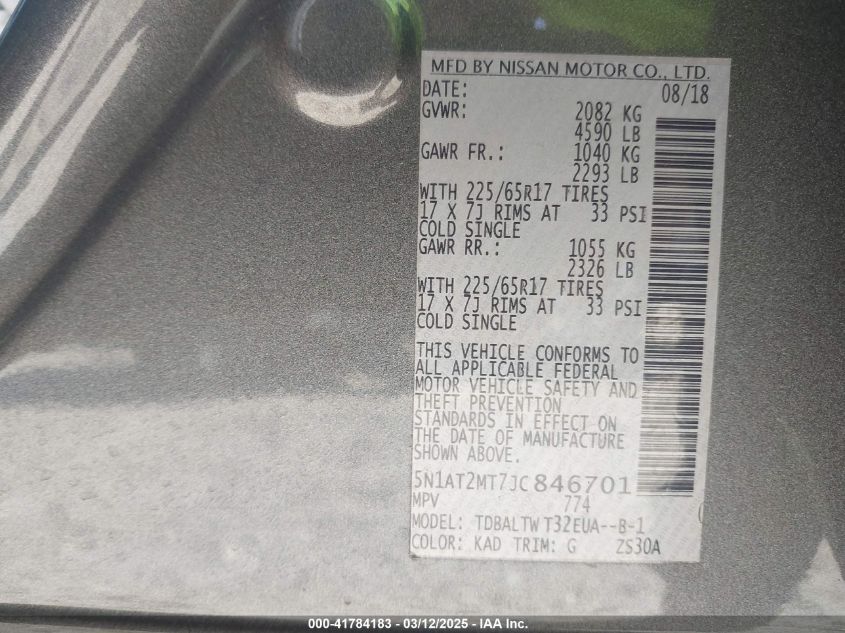 MFD BY NISSAN MOTOR CO., LTD.
DATE: 08/18
GVWR: 2082 KG
4590 LB
GAWR FR.: 1040 KG
2293 LB
WITH 225/65R17 TIRES
17 X 7J RIMS AT 33 PSI
COLD SINGLE
GAWR RR.: 1055 KG
2326 LB
WITH 225/65R17 TIRES
17 X 7J RIMS AT 33 PSI
COLD SINGLE
THIS VEHICLE CONFORMS TO
ALL APPLICABLE FEDERAL
MOTOR VEHICLE SAFETY AND
THEFT PREVENTION
STANDARDS IN EFFECT ON
THE DATE OF MANUFACTURE
SHOWN ABOVE.
5N1AT2MT7JC846701
MPV 774
MODEL: TDBALTW T32EUA--B-1
COLOR: KAD TRIM: G ZS30A
000-41784183 - 03/12/2025 - IAA Inc.